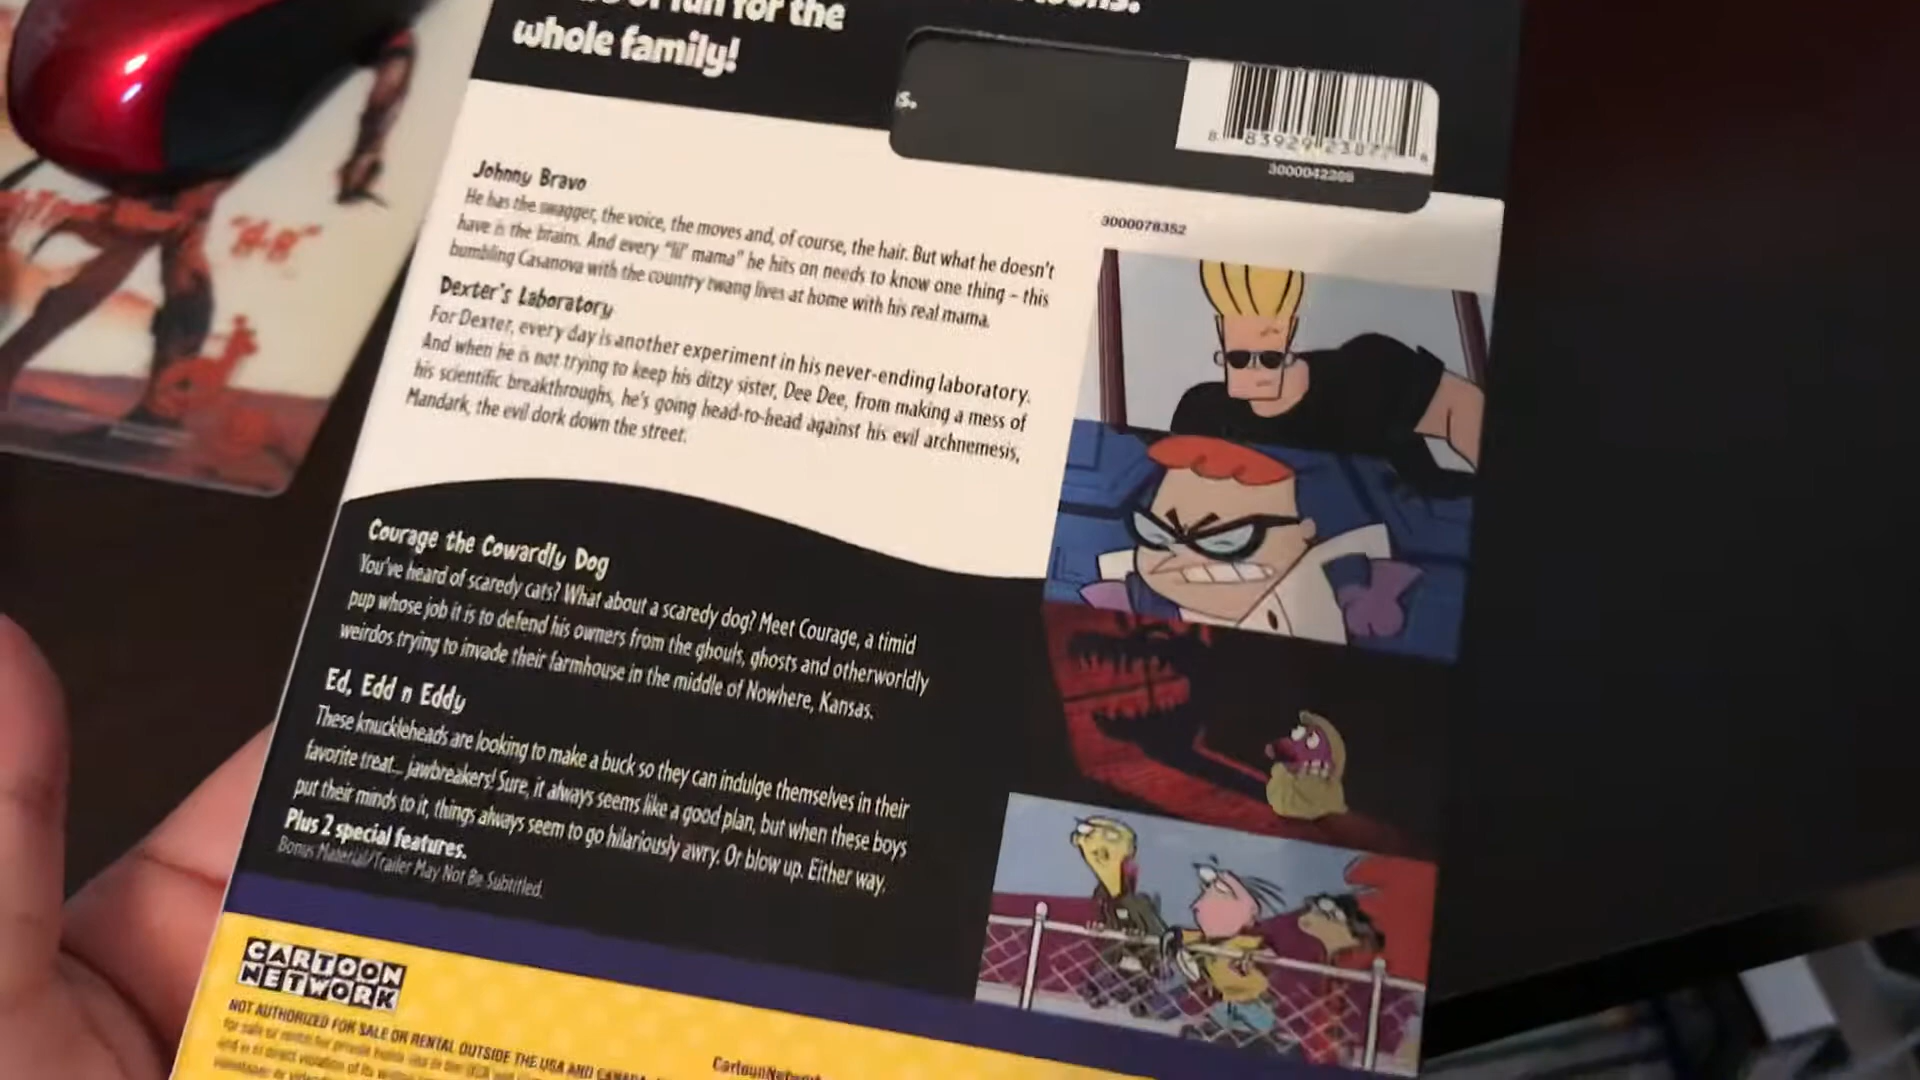 of fun for the
whole family!
s.
3000042206
3000078352
Johnny Bravo
He has the swagger, the voice, the moves and, of course, the hair. But what he doesn't
have is the brains. And every "lil' mama" he hits on needs to know one thing – this
bumbling Casanova with the country twang lives at home with his real mama.
Dexter's Laboratory
For Dexter, every day is another experiment in his never-ending laboratory.
And when he is not trying to keep his ditzy sister, Dee Dee, from making a mess of
his scientific breakthroughs, he's going head-to-head against his evil archnemesis,
Mandark, the evil dork down the street.
Courage the Cowardly Dog
You've heard of scaredy cats? What about a scaredy dog? Meet Courage, a timid
pup whose job it is to defend his owners from the ghouls, ghosts and otherworldly
weirdos trying to invade their farmhouse in the middle of Nowhere, Kansas.
Ed, Edd n Eddy
These knuckleheads are looking to make a buck so they can indulge themselves in their
favorite treat... jawbreakers! Sure, it always seems like a good plan, but when these boys
put their minds to it, things always seem to go hilariously awry. Or blow up. Either way.
Plus 2 special features.
Bonus Material/Trailer May Not Be Subtitled.
CARTOON
NETWORK
NOT AUTHORIZED FOR SALE OR RENTAL OUTSIDE THE USA AND CANADA.